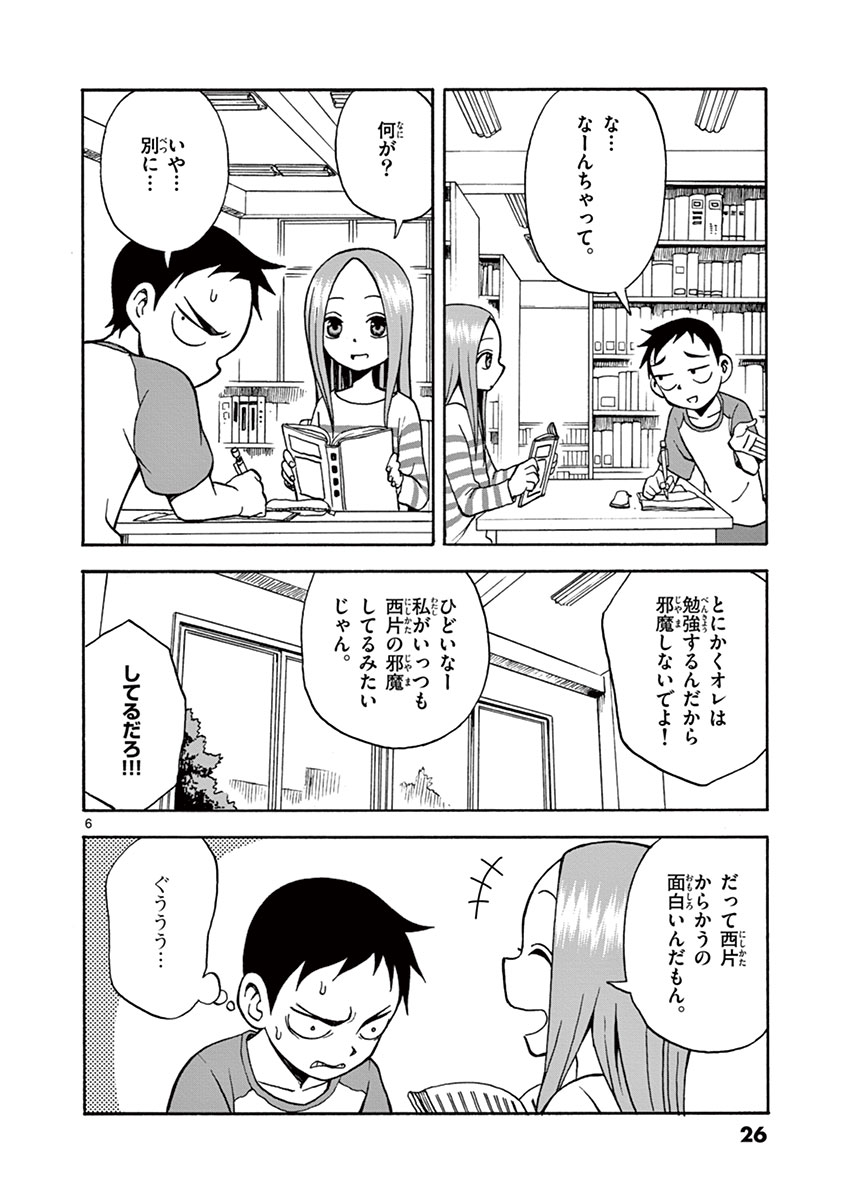 な…
なーんちゃって。
何が？
いや…
別に…
とにかくオレは
勉強するんだから
邪魔しないでよ！
ひどいなー
私がいっつも
西片の邪魔
してるみたい
じゃん。
してるだろ!!!
6
だって西片
からかうの
面白いんだもん。
ぐううう…
26